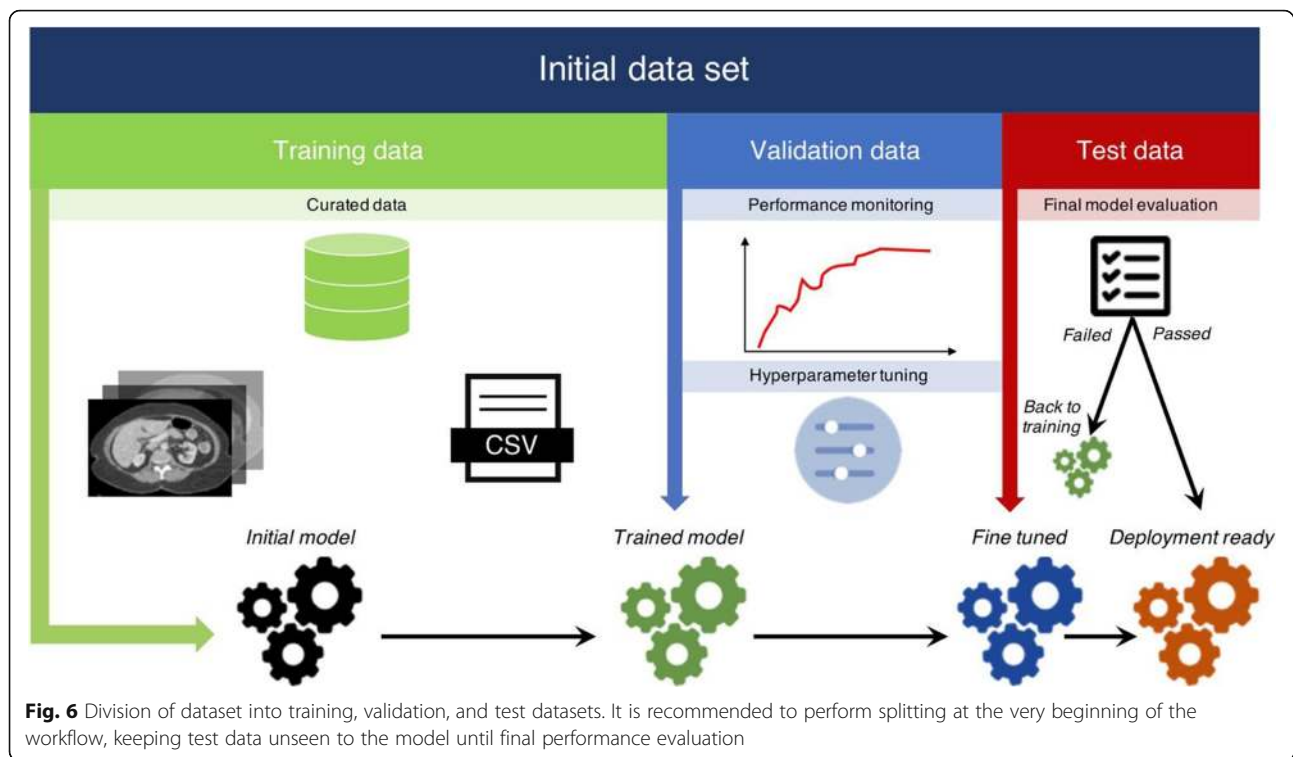 Initial data set
Training data
Validation data
Test data
Curated data
Performance monitoring
Final model evaluation
Failed
Passed
Hyperparameter tuning
Back to
training
CSV
Initial model
Trained model
Fine tuned
Deployment ready
Fig. 6 Division of dataset into training, validation, and test datasets. It is recommended to perform splitting at the very beginning of the
workflow, keeping test data unseen to the model until final performance evaluation